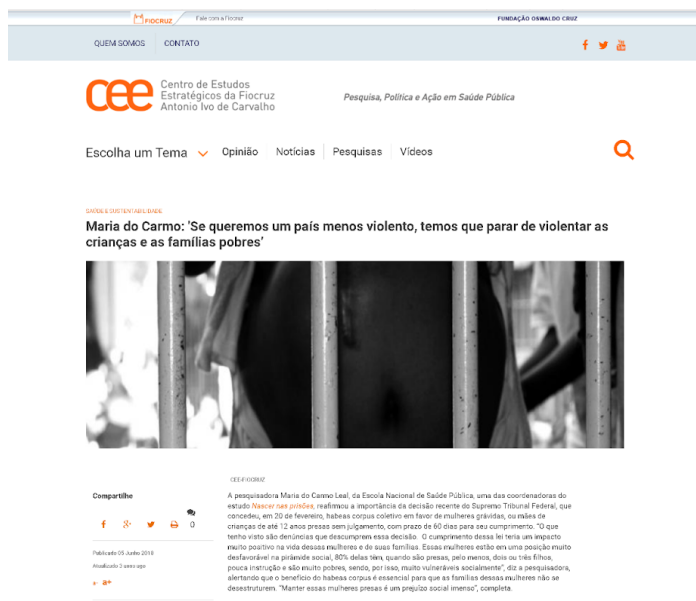 FIOCRUZ
Fale com a Fiocruz
FUNDAÇÃO OSWALDO CRUZ
QUEM SOMOS
CONTATO
cee
Centro de Estudos
Estratégicos da Fiocruz
Antonio Ivo de Carvalho
Pesquisa, Política e Ação em Saúde Pública
Escolha um Tema
Opinião
Notícias
Pesquisas
Vídeos
SAÚDE E SUSTENTABILIDADE
Maria do Carmo: 'Se queremos um país menos violento, temos que parar de violentar as
crianças e as famílias pobres’
CEE-FIOCRUZ
Compartilhe
0
Publicado 05 Junho 2018
Atualizado 3 anos ago
a- a+
A pesquisadora Maria do Carmo Leal, da Escola Nacional de Saúde Pública, uma das coordenadoras do
estudo Nascer nas prisões, reafirmou a importância da decisão recente do Supremo Tribunal Federal, que
concedeu, em 20 de fevereiro, habeas corpus coletivo em favor de mulheres grávidas, ou mães de
crianças de até 12 anos presas sem julgamento, com prazo de 60 dias para seu cumprimento. “O que
tenho visto são denúncias que descumprem essa decisão. O cumprimento dessa lei teria um impacto
muito positivo na vida dessas mulheres e de suas famílias. Essas mulheres estão em uma posição muito
desfavorável na pirâmide social, 80% delas têm, quando são presas, pelo menos, dois ou três filhos,
pouca instrução e são muito pobres, sendo, por isso, muito vulneráveis socialmente”, diz a pesquisadora,
alertando que o benefício do habeas corpus é essencial para que as famílias dessas mulheres não se
desestruturem. “Manter essas mulheres presas é um prejuízo social imenso”, completa.